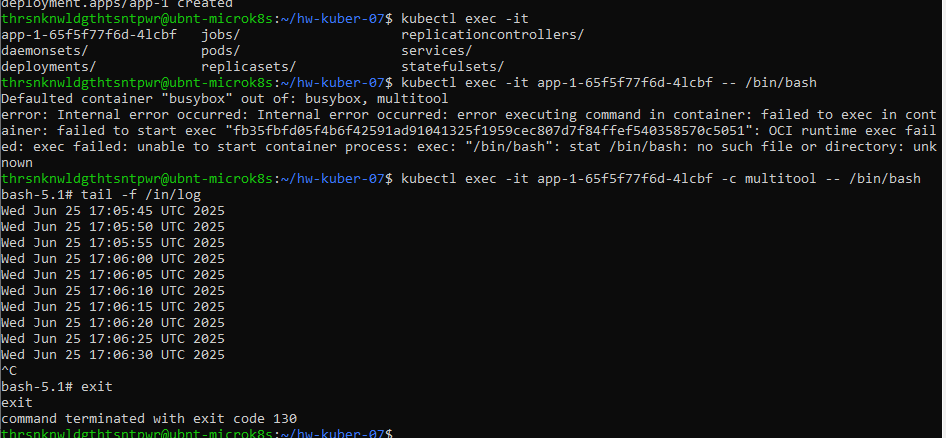 deployment.apps/app-1 created
thrsnknwldgthtsntpwr@ubnt-microk8s:~/hw-kuber-07$ kubectl exec -it
app-1-65f5f77f6d-4lcbf   jobs/                    replicationcontrollers/
daemonsets/              pods/                    services/
deployments/             replicasets/             statefulsets/
thrsnknwldgthtsntpwr@ubnt-microk8s:~/hw-kuber-07$ kubectl exec -it app-1-65f5f77f6d-4lcbf -- /bin/bash
Defaulted container "busybox" out of: busybox, multitool
error: Internal error occurred: Internal error occurred: error executing command in container: failed to exec in cont
ainer: failed to start exec "fb35fbfd05f4b6f42591ad91041325f1959cec807d7f84ffef540358570c5051": OCI runtime exec fail
ed: exec failed: unable to start container process: exec: "/bin/bash": stat /bin/bash: no such file or directory: unk
nown
thrsnknwldgthtsntpwr@ubnt-microk8s:~/hw-kuber-07$ kubectl exec -it app-1-65f5f77f6d-4lcbf -c multitool -- /bin/bash
bash-5.1# tail -f /in/log
Wed Jun 25 17:05:45 UTC 2025
Wed Jun 25 17:05:50 UTC 2025
Wed Jun 25 17:05:55 UTC 2025
Wed Jun 25 17:06:00 UTC 2025
Wed Jun 25 17:06:05 UTC 2025
Wed Jun 25 17:06:10 UTC 2025
Wed Jun 25 17:06:15 UTC 2025
Wed Jun 25 17:06:20 UTC 2025
Wed Jun 25 17:06:25 UTC 2025
Wed Jun 25 17:06:30 UTC 2025
^C
bash-5.1# exit
exit
command terminated with exit code 130
thrsnknwldgthtsntpwr@ubnt-microk8s:~/hw-kuber-07$